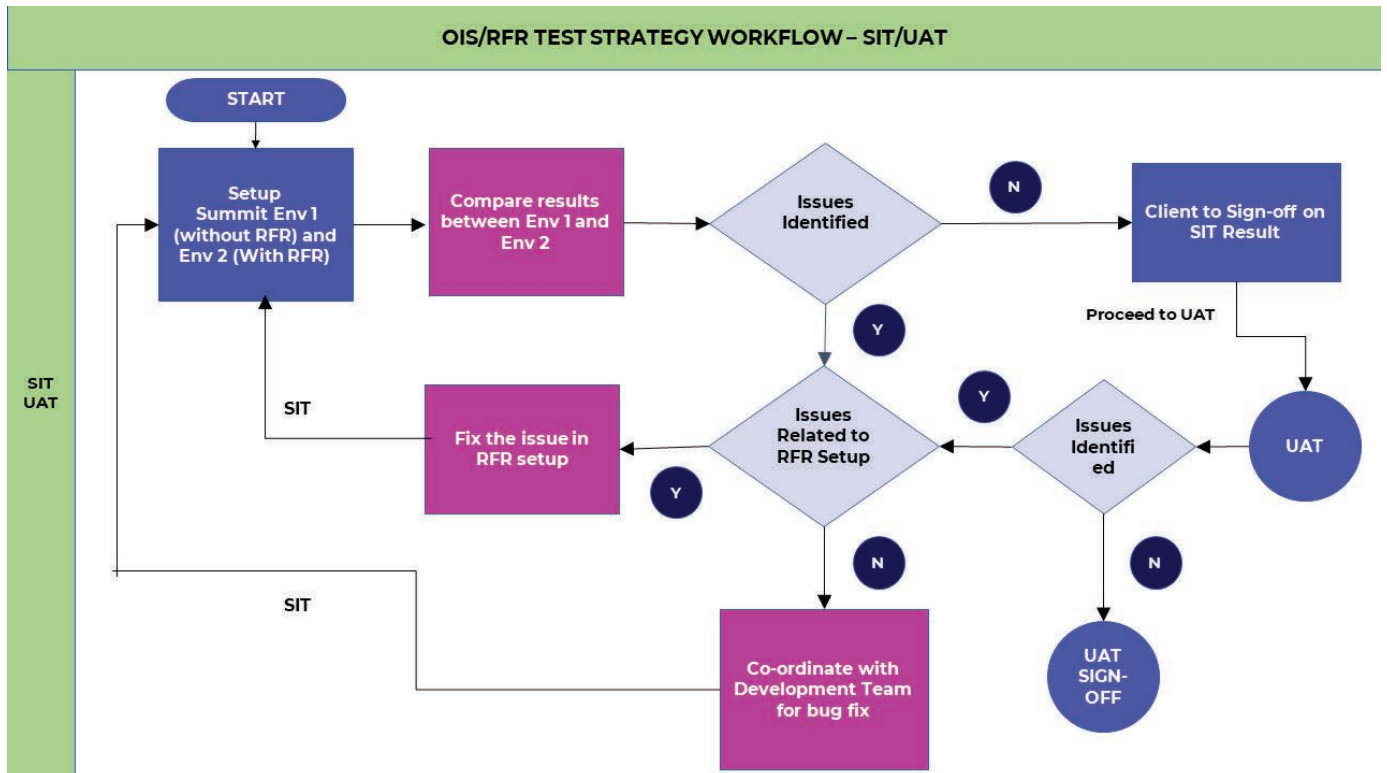 OIS/RFR TEST STRATEGY WORKFLOW – SIT/UAT
SIT
UAT
START
Setup
Summit Env 1
(without RFR) and
Env 2 (With RFR)
Compare results
between Env 1 and
Env 2
Issues
Identified
N
Client to Sign-off on
SIT Result
Y
Proceed to UAT
SIT
Fix the issue in
RFR setup
Y
Issues
Related to
RFR Setup
Y
Issues
Identifi
ed
UAT
N
N
SIT
Co-ordinate with
Development Team
for bug fix
UAT
SIGN-
OFF